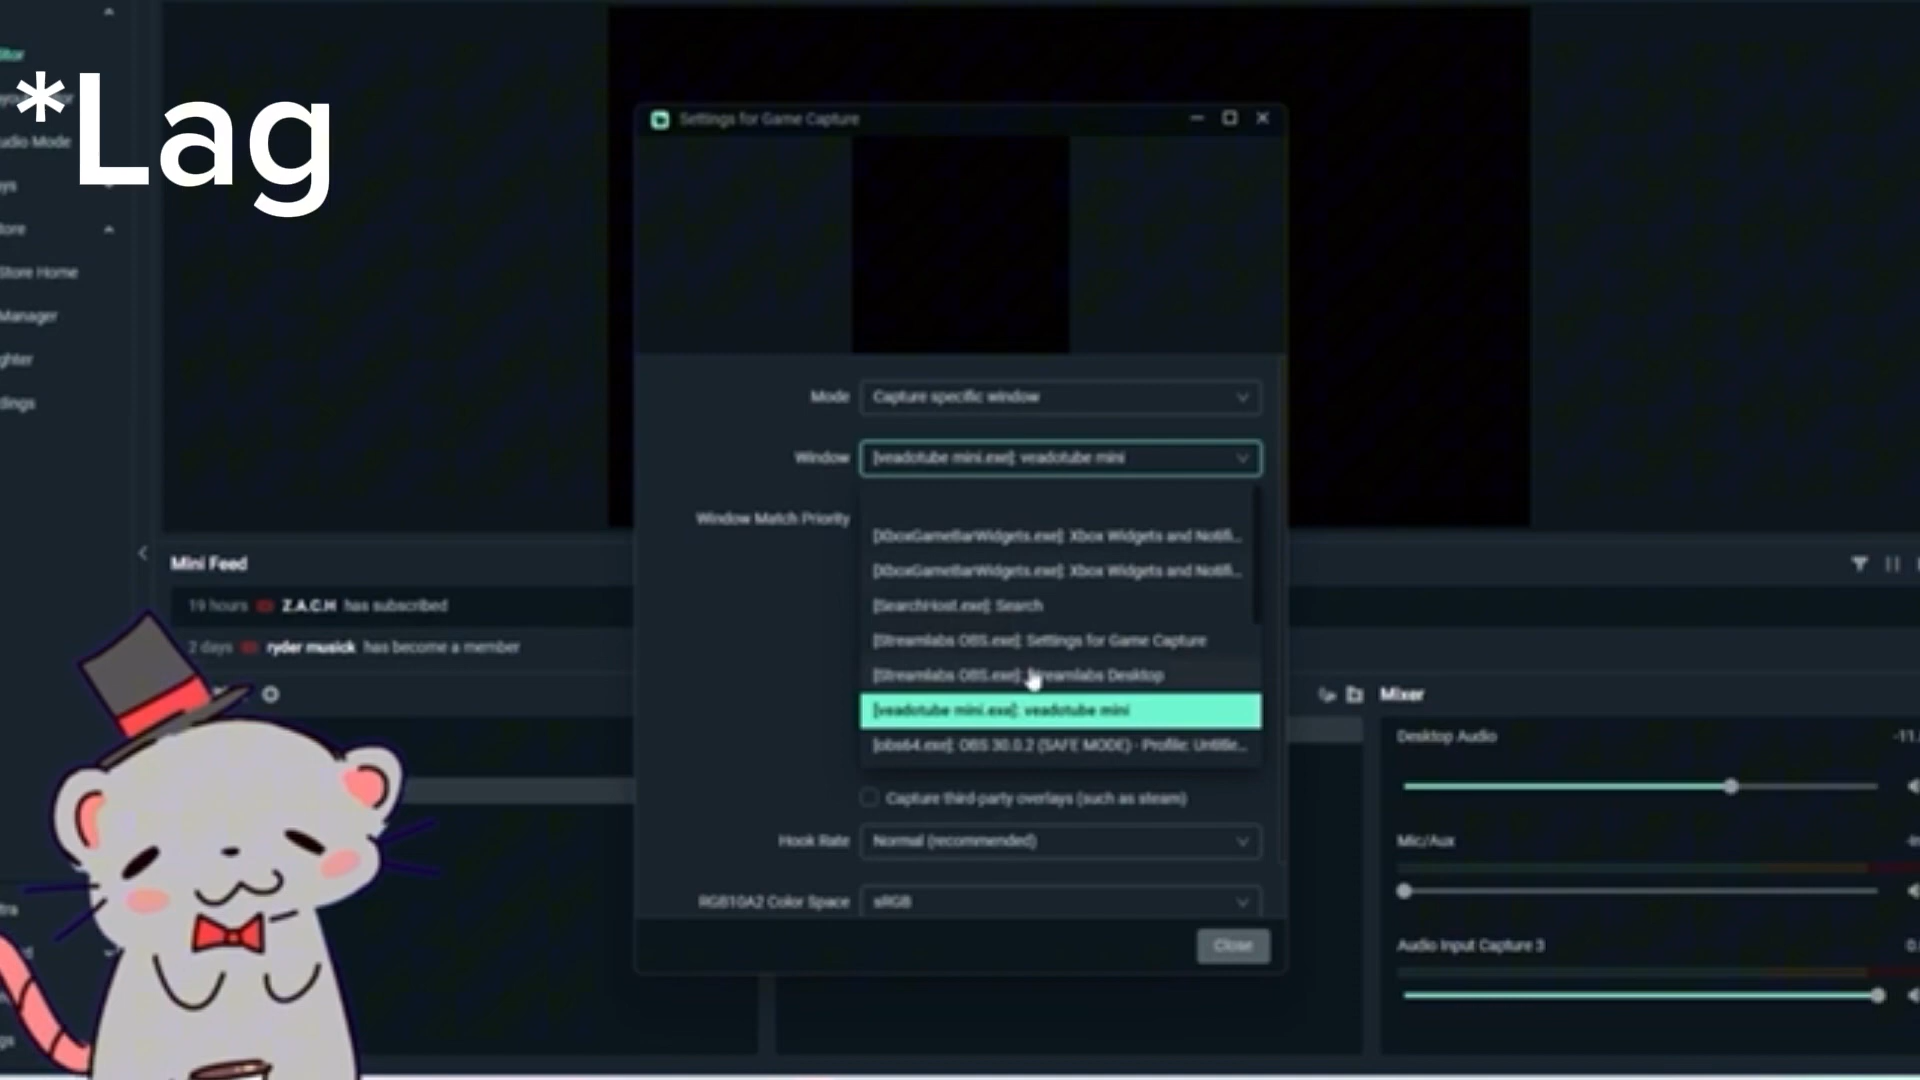 *Lag
Settings for Game Capture
Mode
Capture specific window
Window
[veadotube mini.exe]: veadotube mini
Window Match Priority
[XboxGameBarWidgets.exe]: Xbox Widgets and Notifi...
[XboxGameBarWidgets.exe]: Xbox Widgets and Notifi...
[SearchHost.exe]: Search
[Streamlabs OBS.exe]: Settings for Game Capture
[Streamlabs OBS.exe]: Streamlabs Desktop
[veadotube mini.exe]: veadotube mini
[obs64.exe]: OBS 30.0.2 (SAFE MODE) - Profile: Untitle...
Capture third-party overlays (such as steam)
Hook Rate
Normal (recommended)
RGB10A2 Color Space
sRGB
Close
udio Mode
Store Home
Manager
Mini Feed
19 hours Z.A.C.H has subscribed
2 days ryder musick has become a member
Mixer
Desktop Audio
-11.
Mic/Aux
Audio Input Capture 3